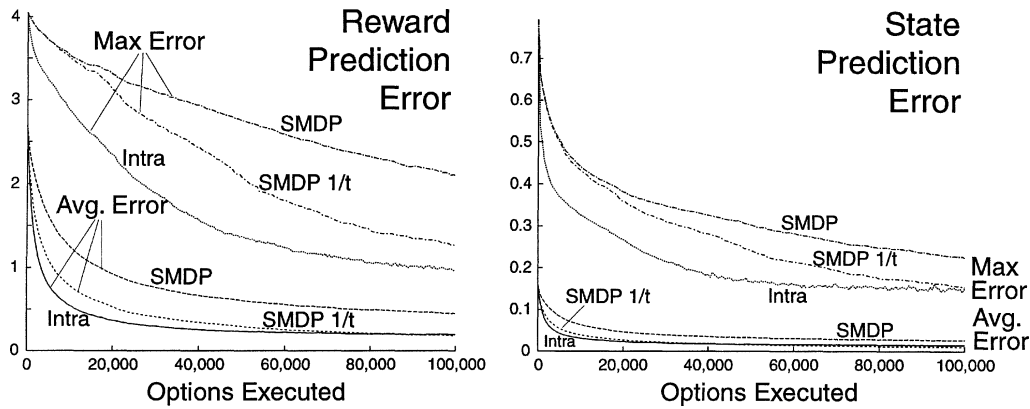 Reward
Prediction
Error
Max Error
SMDP
Intra
SMDP 1/t
Avg. Error
SMDP
Intra
SMDP 1/t
4
3
2
1
0
0
20,000
40,000
60,000
80,000
100,000
Options Executed
State
Prediction
Error
0.7
0.6
0.5
0.4
0.3
0.2
0.1
0
SMDP
SMDP 1/t
Intra
Max
Error
SMDP 1/t
SMDP
Intra
Avg.
Error
0
20,000
40,000
60,000
80,000
100,000
Options Executed